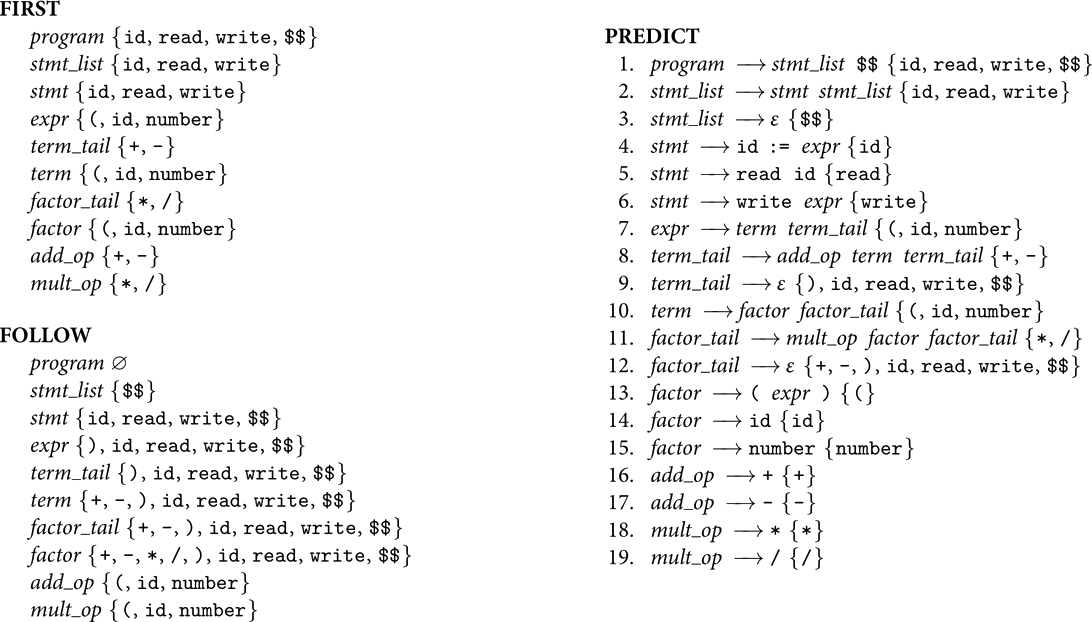 FIRST
program {id, read, write, $$}
stmt_list {id, read, write}
stmt {id, read, write}
expr {(, id, number}
term_tail {+, -}
term {(, id, number}
factor_tail {*, /}
factor {(, id, number}
add_op {+, -}
mult_op {*, /}
FOLLOW
program ∅
stmt_list {$$}
stmt {id, read, write, $$}
expr {), id, read, write, $$}
term_tail {), id, read, write, $$}
term {+, -, ), id, read, write, $$}
factor_tail {+, -, ), id, read, write, $$}
factor {+, -, *, /, ), id, read, write, $$}
add_op {(, id, number}
mult_op {(, id, number}
PREDICT
1. program ⟶ stmt_list $$ {id, read, write, $$}
2. stmt_list ⟶ stmt stmt_list {id, read, write}
3. stmt_list ⟶ ε {$$}
4. stmt ⟶ id := expr {id}
5. stmt ⟶ read id {read}
6. stmt ⟶ write expr {write}
7. expr ⟶ term term_tail {(, id, number}
8. term_tail ⟶ add_op term term_tail {+, -}
9. term_tail ⟶ ε {), id, read, write, $$}
10. term ⟶ factor factor_tail {(, id, number}
11. factor_tail ⟶ mult_op factor factor_tail {*, /}
12. factor_tail ⟶ ε {+, -, ), id, read, write, $$}
13. factor ⟶ ( expr ) {(}
14. factor ⟶ id {id}
15. factor ⟶ number {number}
16. add_op ⟶ + {+}
17. add_op ⟶ - {-}
18. mult_op ⟶ * {*}
19. mult_op ⟶ / {/}